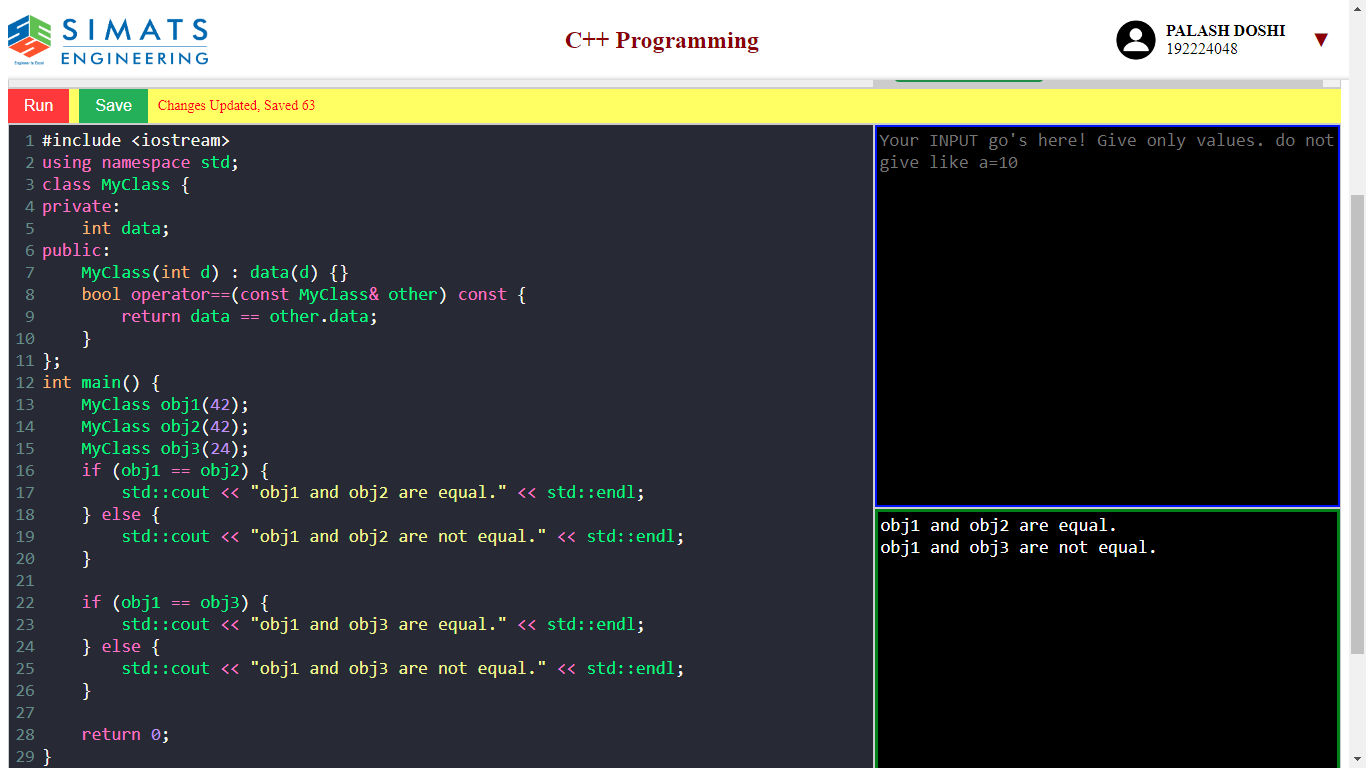 SIMATS
ENGINEERING
Engineer to Excel
C++ Programming
PALASH DOSHI
192224048
▼
Run
Save
Changes Updated, Saved 63
1 #include <iostream>
2 using namespace std;
3 class MyClass {
4 private:
5     int data;
6 public:
7     MyClass(int d) : data(d) {}
8     bool operator==(const MyClass& other) const {
9         return data == other.data;
10     }
11 };
12 int main() {
13     MyClass obj1(42);
14     MyClass obj2(42);
15     MyClass obj3(24);
16     if (obj1 == obj2) {
17         std::cout << "obj1 and obj2 are equal." << std::endl;
18     } else {
19         std::cout << "obj1 and obj2 are not equal." << std::endl;
20     }
21
22     if (obj1 == obj3) {
23         std::cout << "obj1 and obj3 are equal." << std::endl;
24     } else {
25         std::cout << "obj1 and obj3 are not equal." << std::endl;
26     }
27
28     return 0;
29 }
Your INPUT go's here! Give only values. do not
give like a=10
obj1 and obj2 are equal.
obj1 and obj3 are not equal.